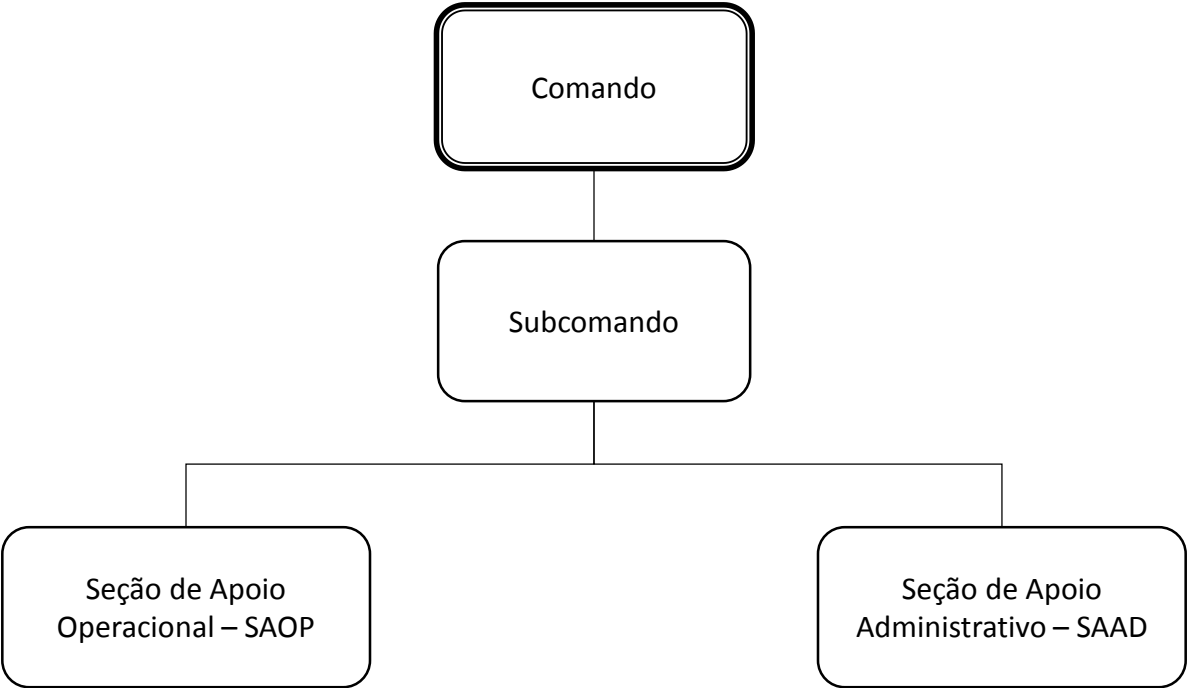 Comando
Subcomando
Seção de Apoio
Operacional – SAOP
Seção de Apoio
Administrativo – SAAD